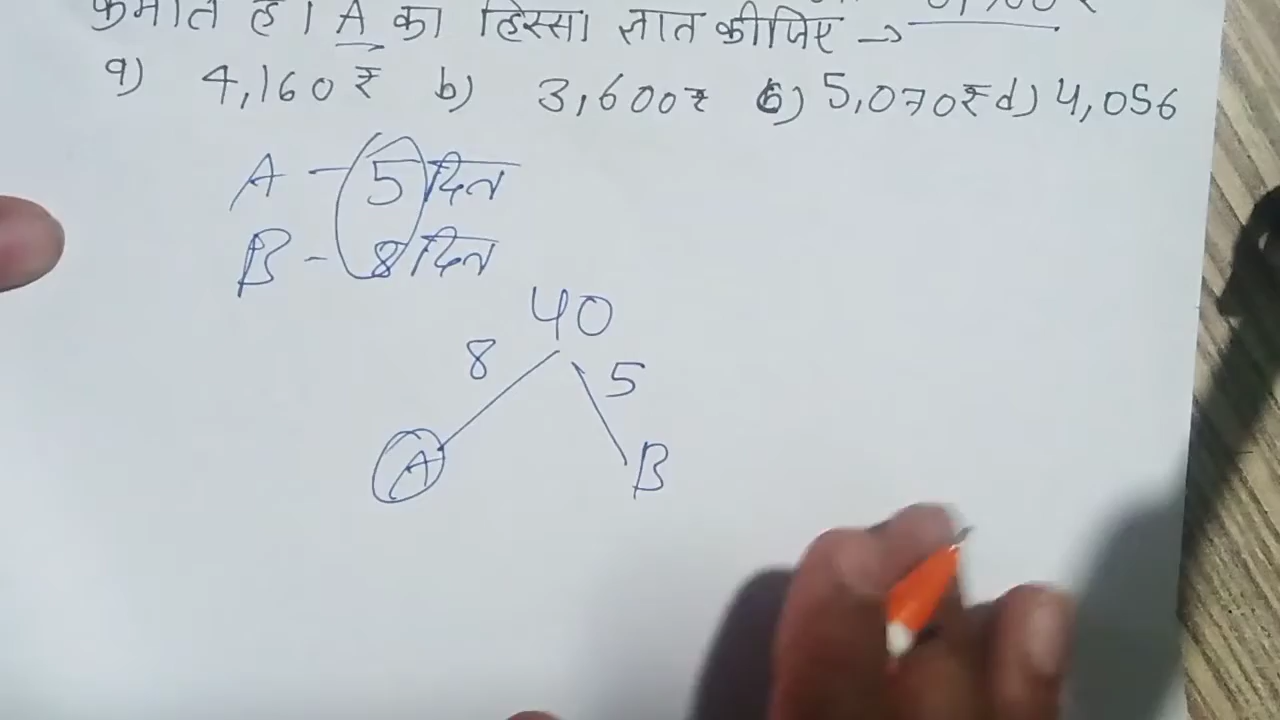 कमाते हैं। A का हिस्सा ज्ञात कीजिए →
a) 4,160₹ b) 3,600₹ c) 5,070₹ d) 4,056
A - 5 दिन
B - 8 दिन
40
8 5
A B